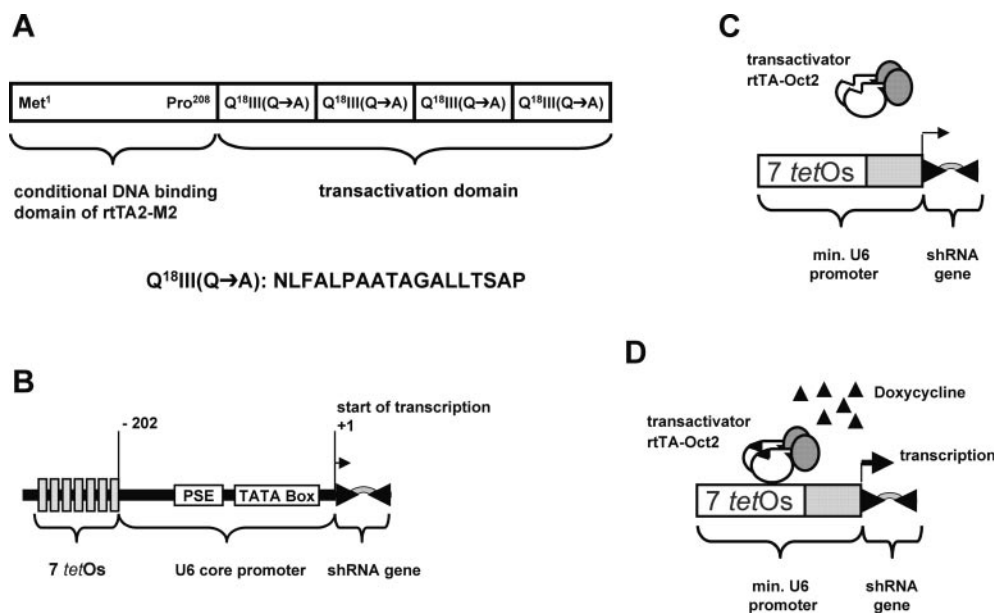 A
Met¹
Pro²⁰⁸
Q¹⁸III(Q→A)
Q¹⁸III(Q→A)
Q¹⁸III(Q→A)
Q¹⁸III(Q→A)
conditional DNA binding
domain of rtTA2-M2
transactivation domain
Q¹⁸III(Q→A): NLFALPAATAGALLTSAP
B
- 202
start of transcription
+1
PSE
TATA Box
7 tetOs
U6 core promoter
shRNA gene
C
transactivator
rtTA-Oct2
7 tetOs
min. U6
promoter
shRNA
gene
D
Doxycycline
transactivator
rtTA-Oct2
transcription
7 tetOs
min. U6
promoter
shRNA
gene